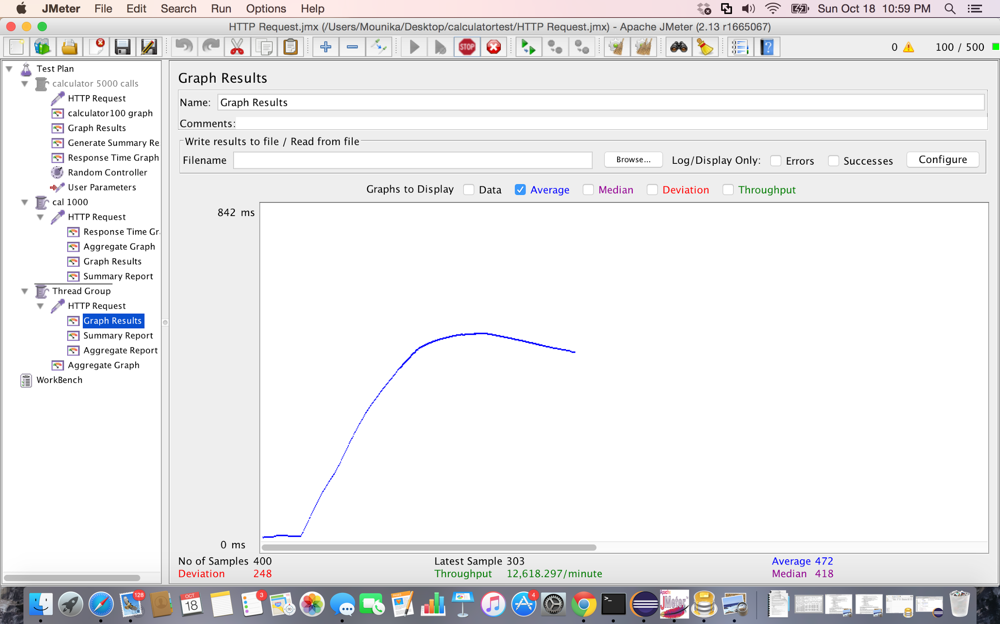 JMeter File Edit Search Run Options Help Sun Oct 18 10:59 PM
HTTP Request.jmx (/Users/Mounika/Desktop/calculatortest/HTTP Request.jmx) - Apache JMeter (2.13 r1665067)
STOP ? 0 100 / 500
Test Plan
calculator 5000 calls
HTTP Request
calculator100 graph
Graph Results
Generate Summary Re
Response Time Graph
Random Controller
User Parameters
cal 1000
HTTP Request
Response Time Gr
Aggregate Graph
Graph Results
Summary Report
Thread Group
HTTP Request
Graph Results
Summary Report
Aggregate Report
Aggregate Graph
WorkBench
Graph Results
Name: Graph Results
Comments:
Write results to file / Read from file
Filename Browse... Log/Display Only: Errors Successes Configure
Graphs to Display Data Average Median Deviation Throughput
842 ms
0 ms
No of Samples 400 Latest Sample 303 Average 472
Deviation 248 Throughput 12,618.297/minute Median 418
128
OCT
18
3
3D
PAGES
4
>_
Apache
JMeter